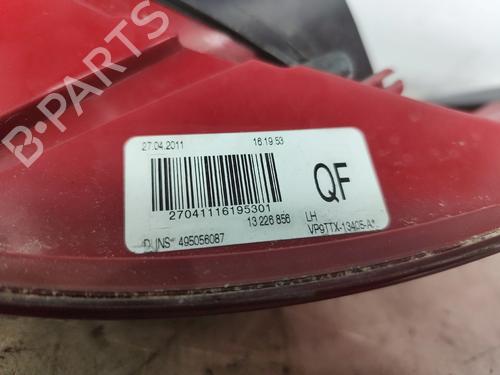 B-PARTS
27.04.2011 16:19:53
QF
27041116195301
13 226 856 LH
DUNS* 495056087 VP9TTX-13405-A*